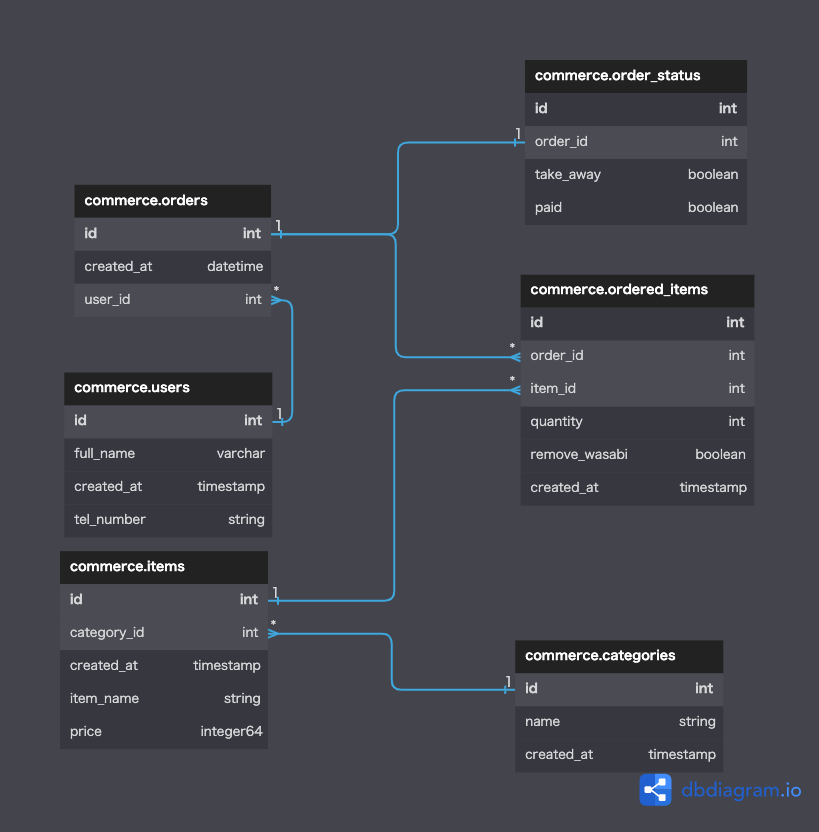 commerce.order_status
id int
order_id int
take_away boolean
paid boolean
commerce.orders
id int
created_at datetime
user_id int
commerce.ordered_items
id int
order_id int
item_id int
quantity int
remove_wasabi boolean
created_at timestamp
commerce.users
id int
full_name varchar
created_at timestamp
tel_number string
commerce.items
id int
category_id int
created_at timestamp
item_name string
price integer64
commerce.categories
id int
name string
created_at timestamp
1
1
*
1
*
*
1
*
1
dbdiagram.io